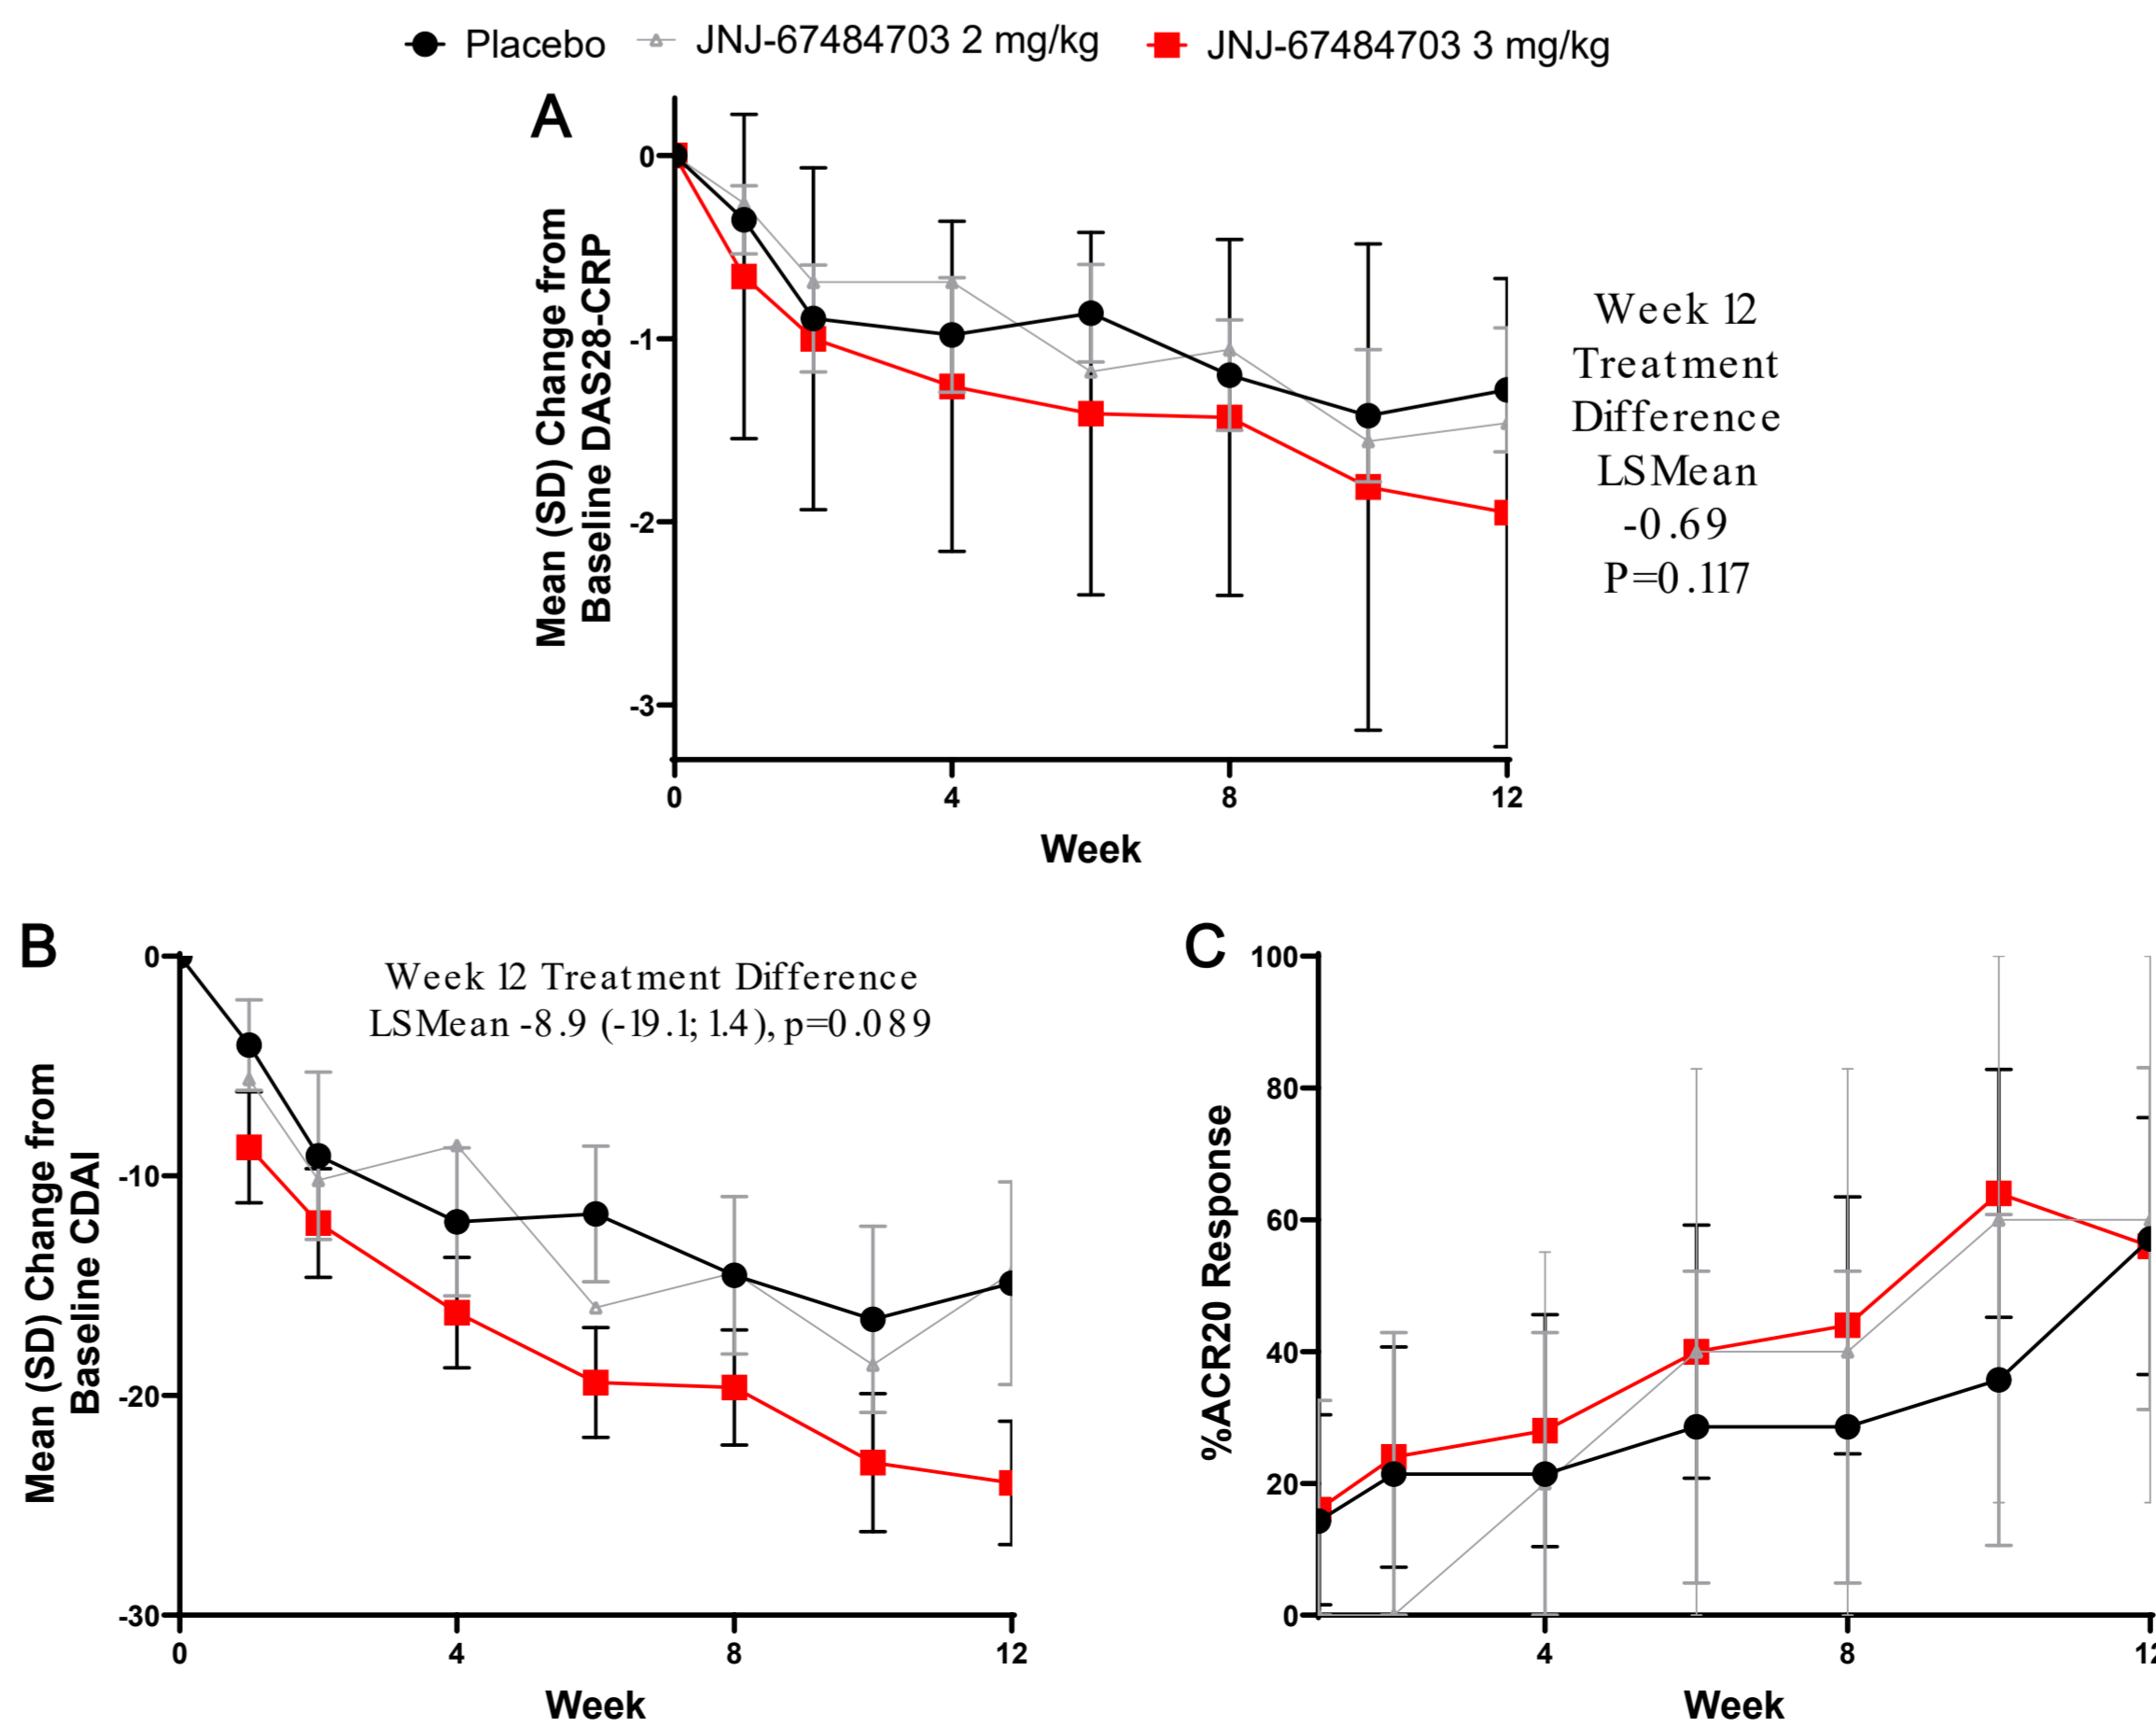 Placebo JNJ-67484703 2 mg/kg JNJ-67484703 3 mg/kg
A
Mean (SD) Change from
Baseline DAS28-CRP
0
-1
-2
-3
0 4 8 12
Week
Week 12
Treatment
Difference
LSMean
-0.69
P=0.117
B
Mean (SD) Change from
Baseline CDAI
0
-10
-20
-30
0 4 8 12
Week
Week 12 Treatment Difference
LSMean -8.9 (-19.1; 1.4), p=0.089
C
%ACR20 Response
100
80
60
40
20
0
4 8 12
Week